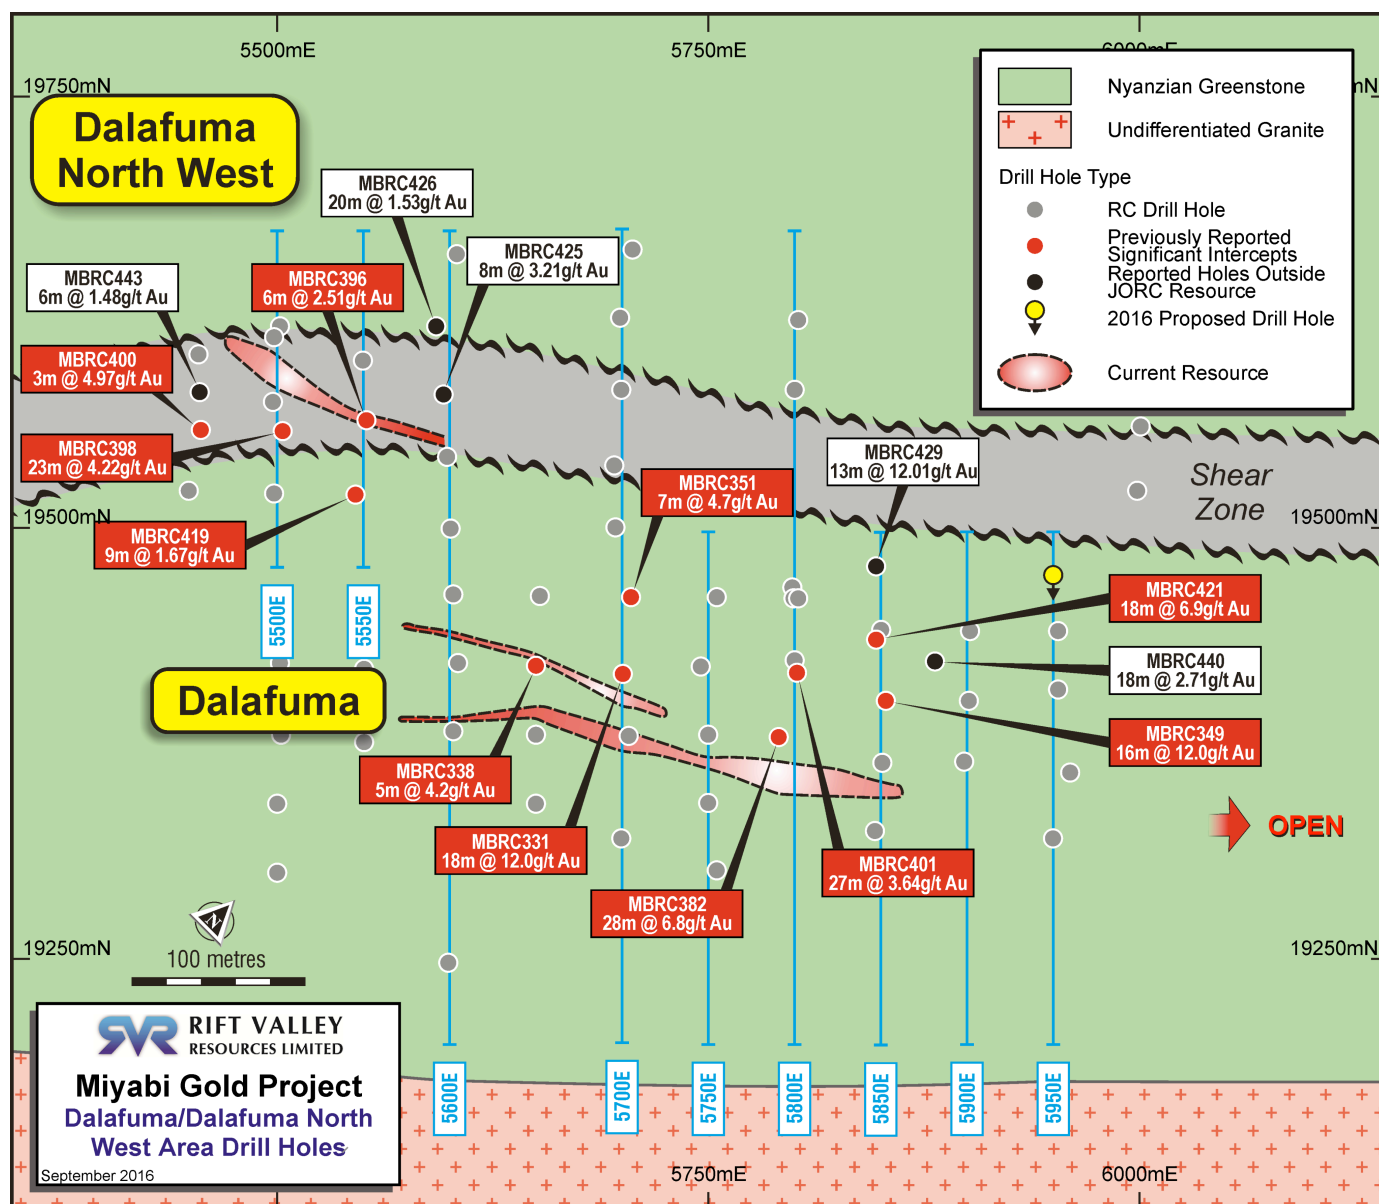 5500mE
5750mE
6000mE
19750mN
mN
Dalafuma
North West
Nyanzian Greenstone
Undifferentiated Granite
Drill Hole Type
RC Drill Hole
Previously Reported
Significant Intercepts
Reported Holes Outside
JORC Resource
2016 Proposed Drill Hole
Current Resource
MBRC426
20m @ 1.53g/t Au
MBRC425
8m @ 3.21g/t Au
MBRC443
6m @ 1.48g/t Au
MBRC396
6m @ 2.51g/t Au
MBRC400
3m @ 4.97g/t Au
MBRC398
23m @ 4.22g/t Au
MBRC429
13m @ 12.01g/t Au
MBRC351
7m @ 4.7g/t Au
Shear
Zone
19500mN
19500mN
MBRC419
9m @ 1.67g/t Au
5500E
5550E
MBRC421
18m @ 6.9g/t Au
MBRC440
18m @ 2.71g/t Au
Dalafuma
MBRC349
16m @ 12.0g/t Au
MBRC338
5m @ 4.2g/t Au
OPEN
MBRC331
18m @ 12.0g/t Au
MBRC401
27m @ 3.64g/t Au
MBRC382
28m @ 6.8g/t Au
N
19250mN
19250mN
100 metres
SVR
RIFT VALLEY
RESOURCES LIMITED
Miyabi Gold Project
Dalafuma/Dalafuma North
West Area Drill Holes
September 2016
5600E
5700E
5750E
5800E
5850E
5900E
5950E
5750mE
6000mE